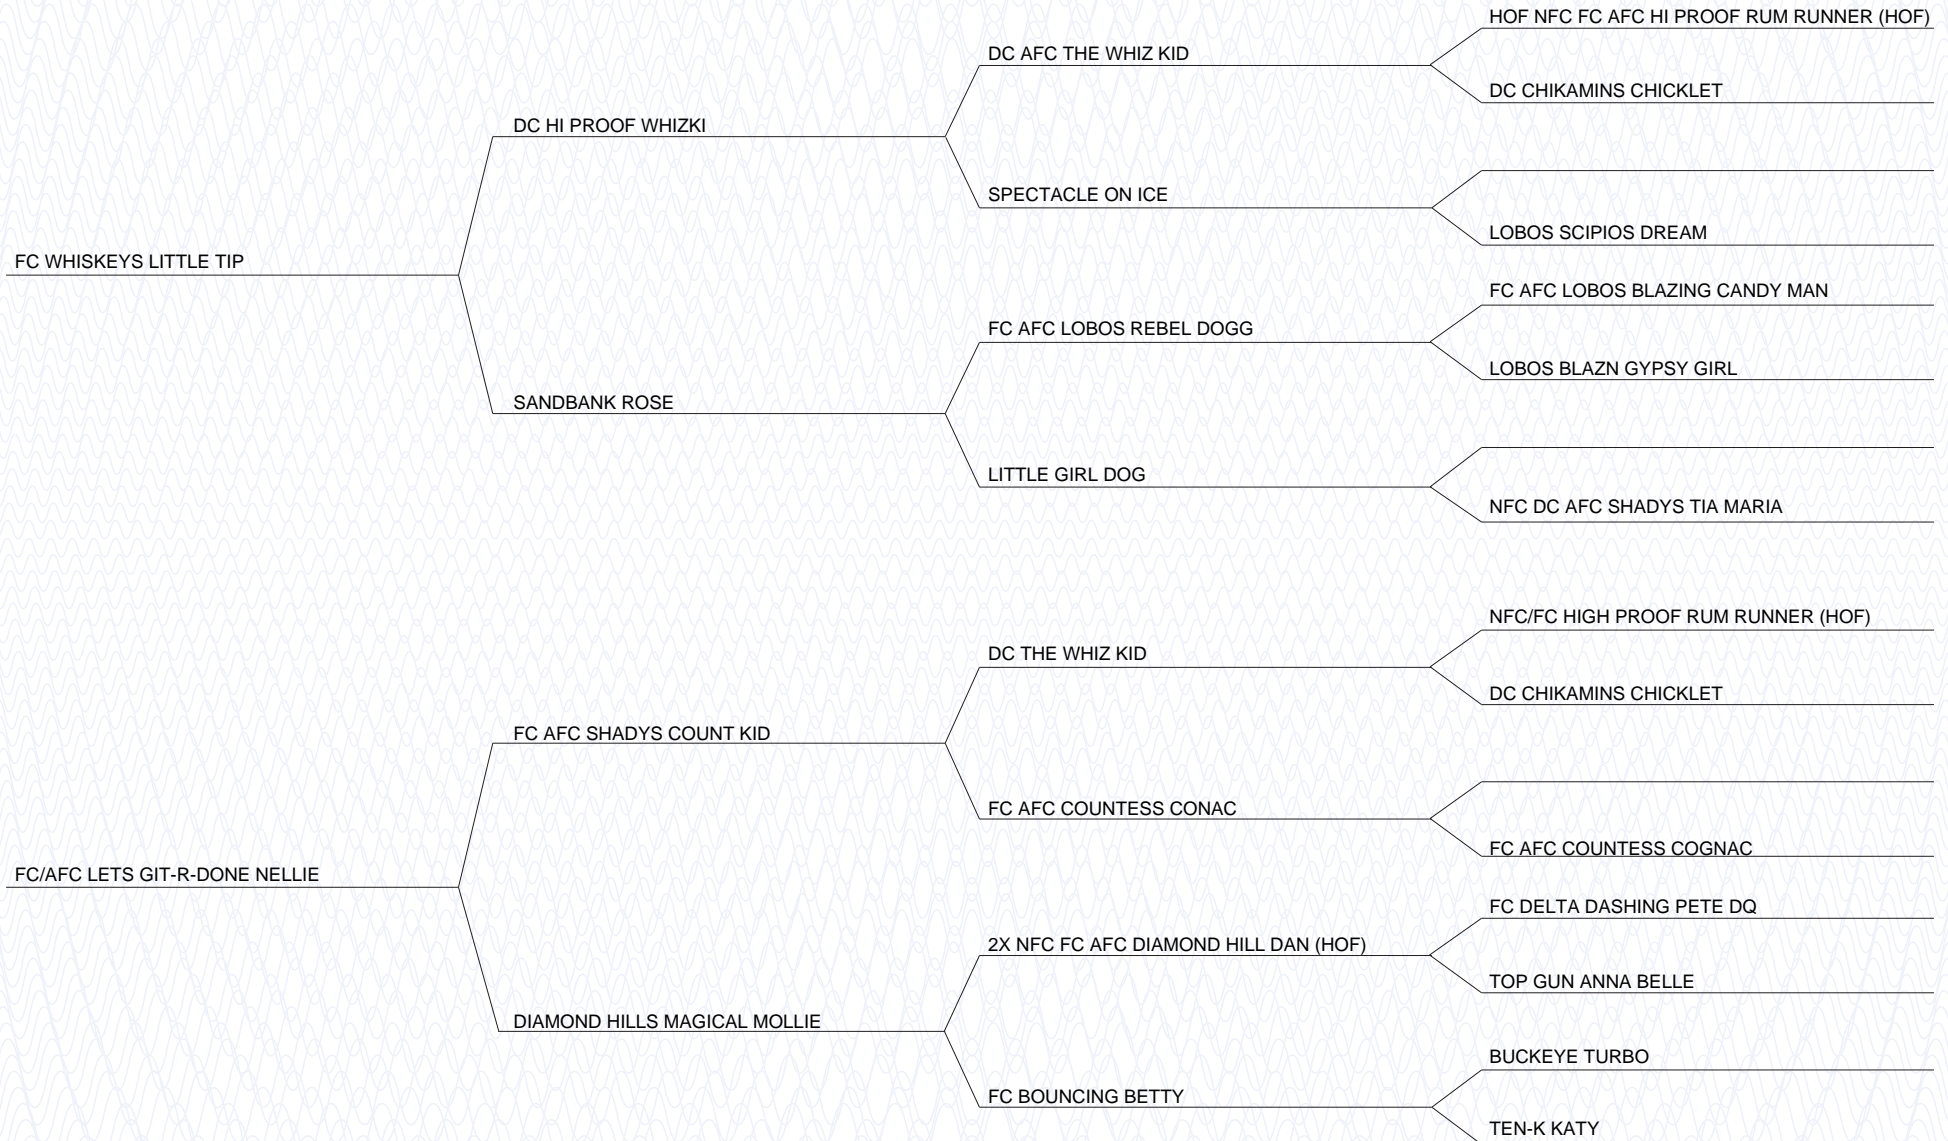 HOF NFC FC AFC HI PROOF RUM RUNNER (HOF)
DC AFC THE WHIZ KID
DC CHIKAMINS CHICKLET
DC HI PROOF WHIZKI
SPECTACLE ON ICE
LOBOS SCIPIOS DREAM
FC WHISKEYS LITTLE TIP
FC AFC LOBOS BLAZING CANDY MAN
FC AFC LOBOS REBEL DOGG
LOBOS BLAZN GYPSY GIRL
SANDBANK ROSE
LITTLE GIRL DOG
NFC DC AFC SHADYS TIA MARIA
NFC/FC HIGH PROOF RUM RUNNER (HOF)
DC THE WHIZ KID
DC CHIKAMINS CHICKLET
FC AFC SHADYS COUNT KID
FC AFC COUNTESS CONAC
FC AFC COUNTESS COGNAC
FC/AFC LETS GIT-R-DONE NELLIE
FC DELTA DASHING PETE DQ
2X NFC FC AFC DIAMOND HILL DAN (HOF)
TOP GUN ANNA BELLE
DIAMOND HILLS MAGICAL MOLLIE
BUCKEYE TURBO
FC BOUNCING BETTY
TEN-K KATY